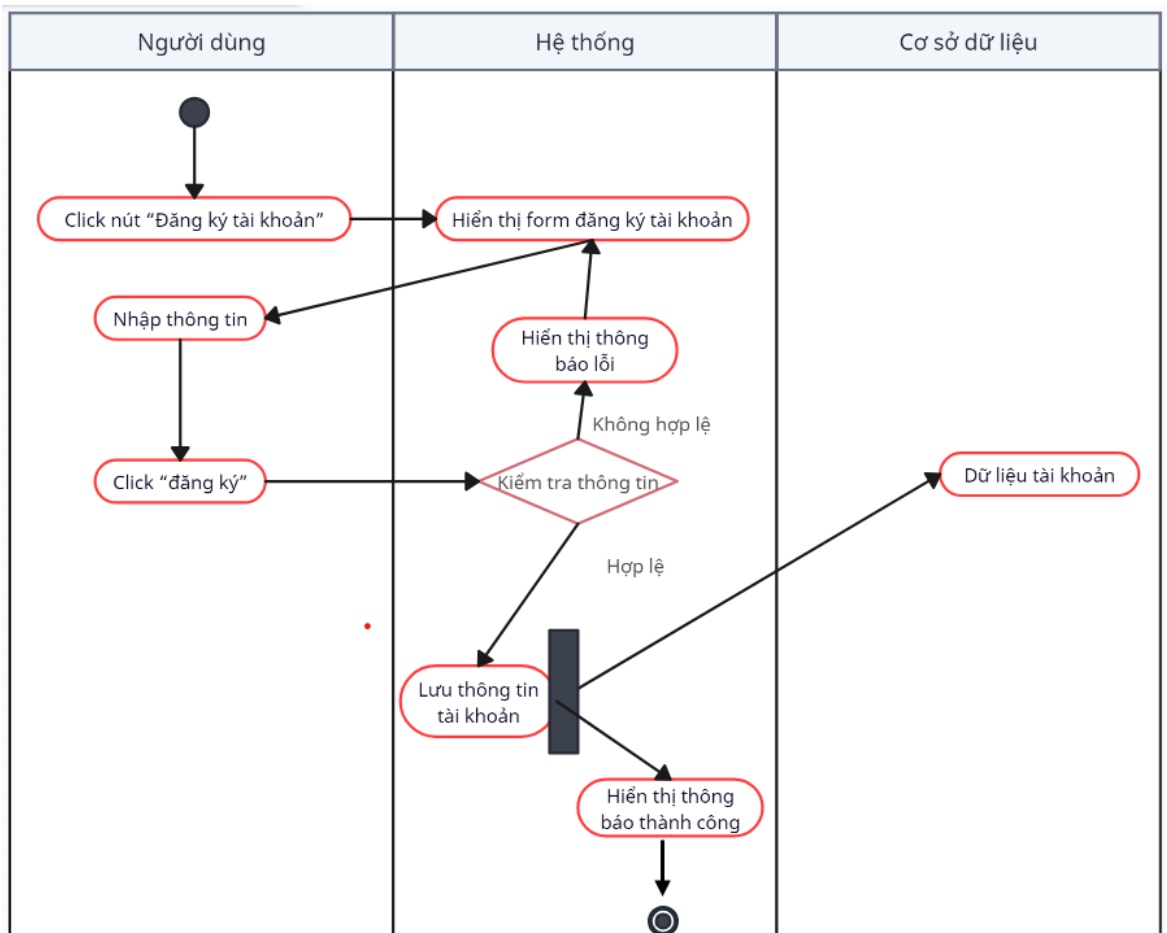 Người dùng
Hệ thống
Cơ sở dữ liệu
Click nút “Đăng ký tài khoản”
Hiển thị form đăng ký tài khoản
Nhập thông tin
Hiển thị thông
báo lỗi
Không hợp lệ
Click “đăng ký”
Kiểm tra thông tin
Dữ liệu tài khoản
Hợp lệ
Lưu thông tin
tài khoản
Hiển thị thông
báo thành công